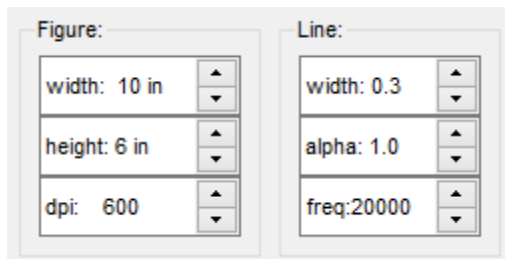 Figure:
width: 10 in
height: 6 in
dpi: 600
Line:
width: 0.3
alpha: 1.0
freq:20000